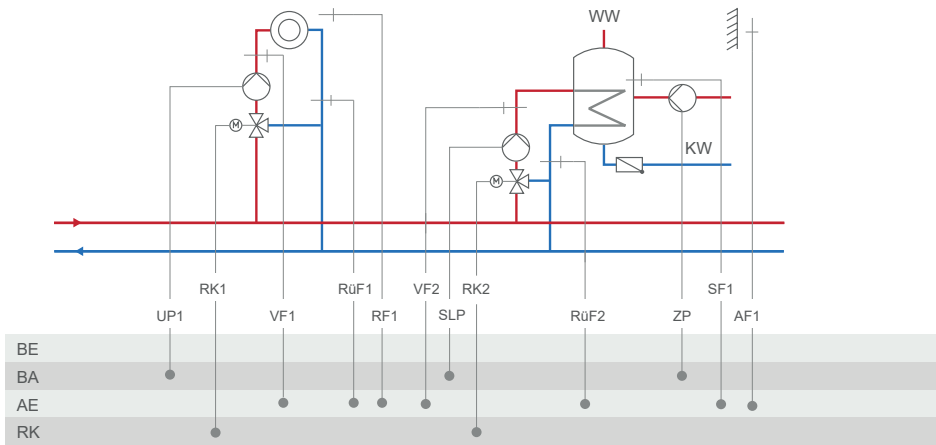 WW
M
KW
M
RK1 RüF1 VF2 RK2 SF1
UP1 VF1 RF1 SLP RüF2 ZP AF1
BE
BA
AE
RK